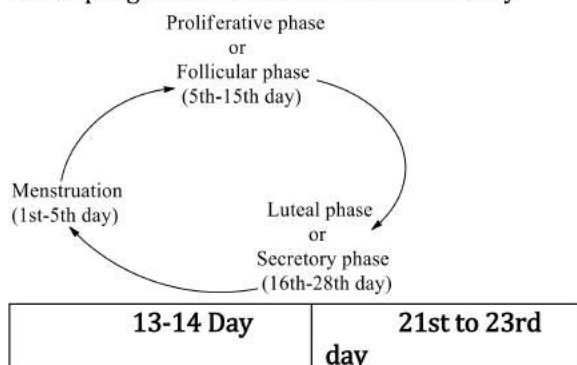 Proliferative phase
or
Follicular phase
(5th-15th day)
Menstruation
(1st-5th day)
Luteal phase
or
Secretory phase
(16th-28th day)
13-14 Day
21st to 23rd
day